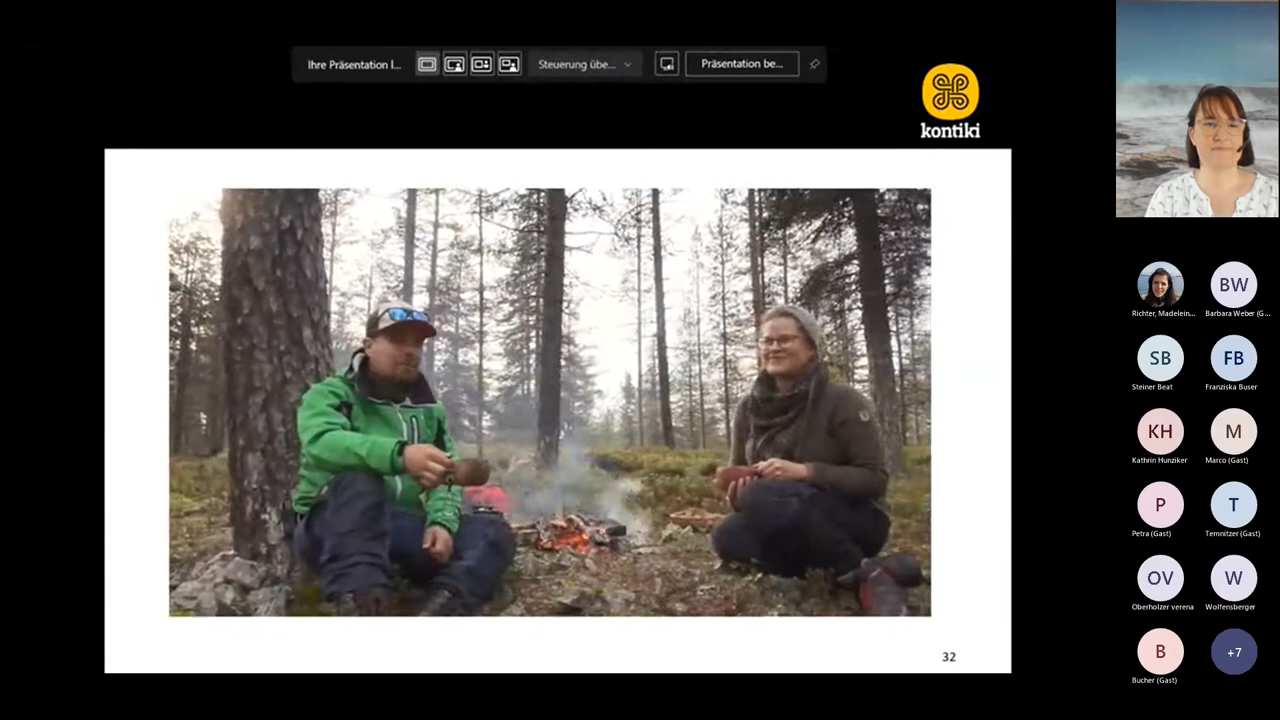 Ihre Präsentation l...
Steuerung übe...
Präsentation be...
kontiki
32
Richter, Madelein...
Barbara Weber (G...
BW
SB
FB
Steiner Beat
Franziska Buser
KH
M
Kathrin Hunziker
Marco (Gast)
P
T
Petra (Gast)
Temnitzer (Gast)
OV
W
Oberholzer verena
Wolfensberger
B
+7
Bucher (Gast)